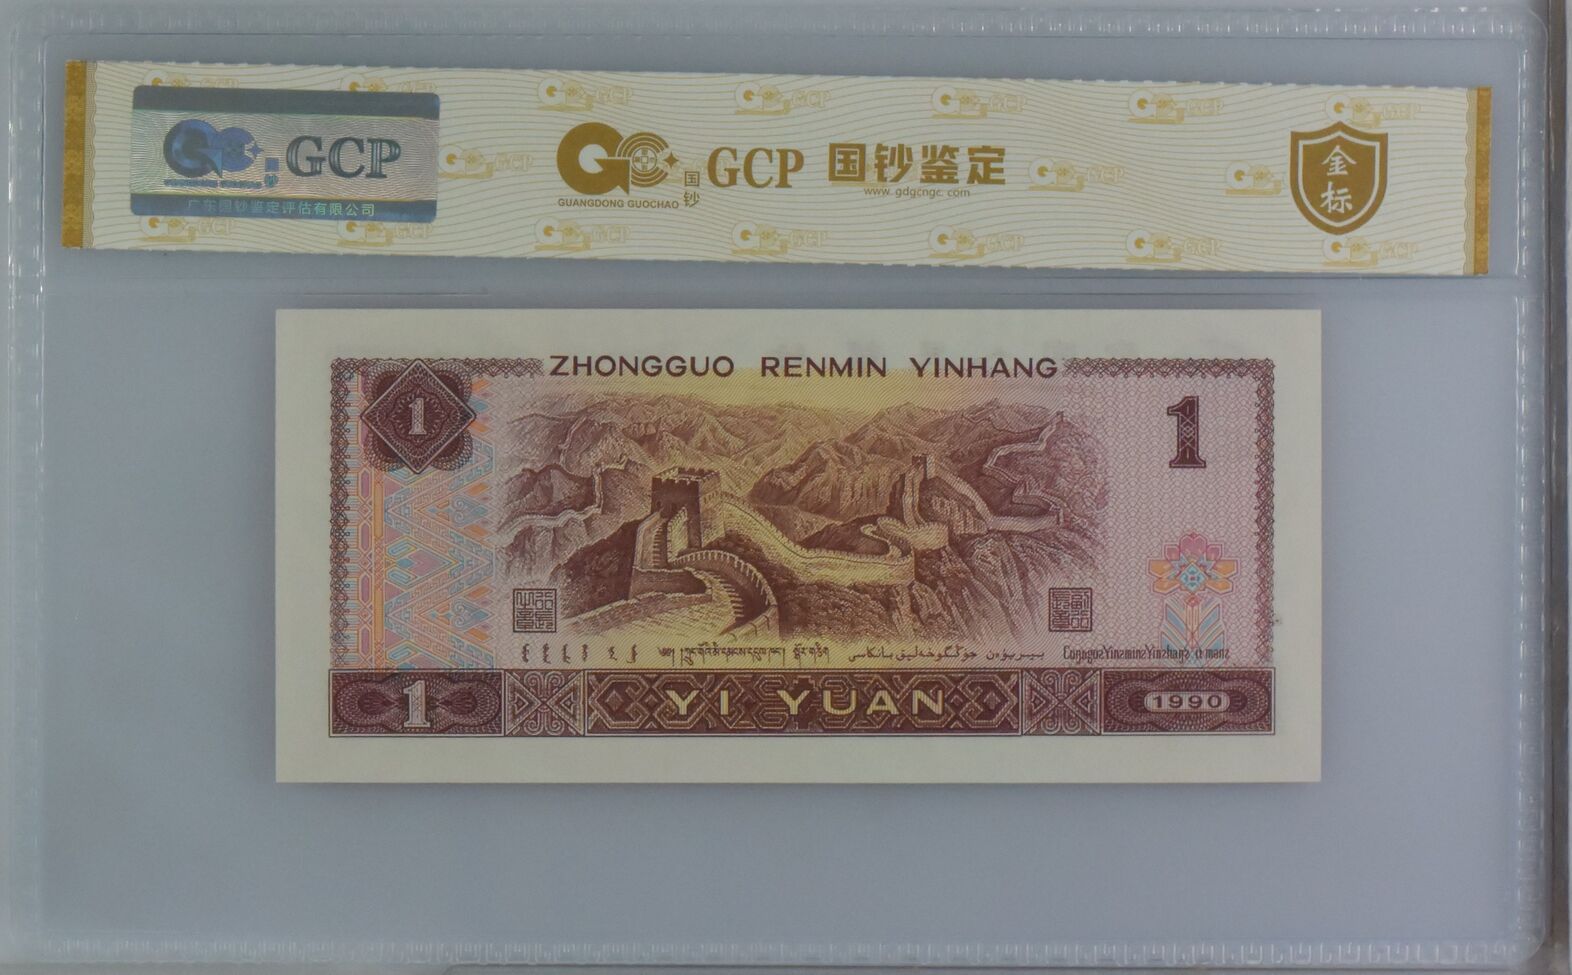 GCP
广东国钞鉴定评估有限公司
国钞
GUANGDONG GUOCHAO
GCP 国钞鉴定
www.gdgcngc.com
金标
ZHONGGUO RENMIN YINHANG
1
1
1
YI YUAN
1990